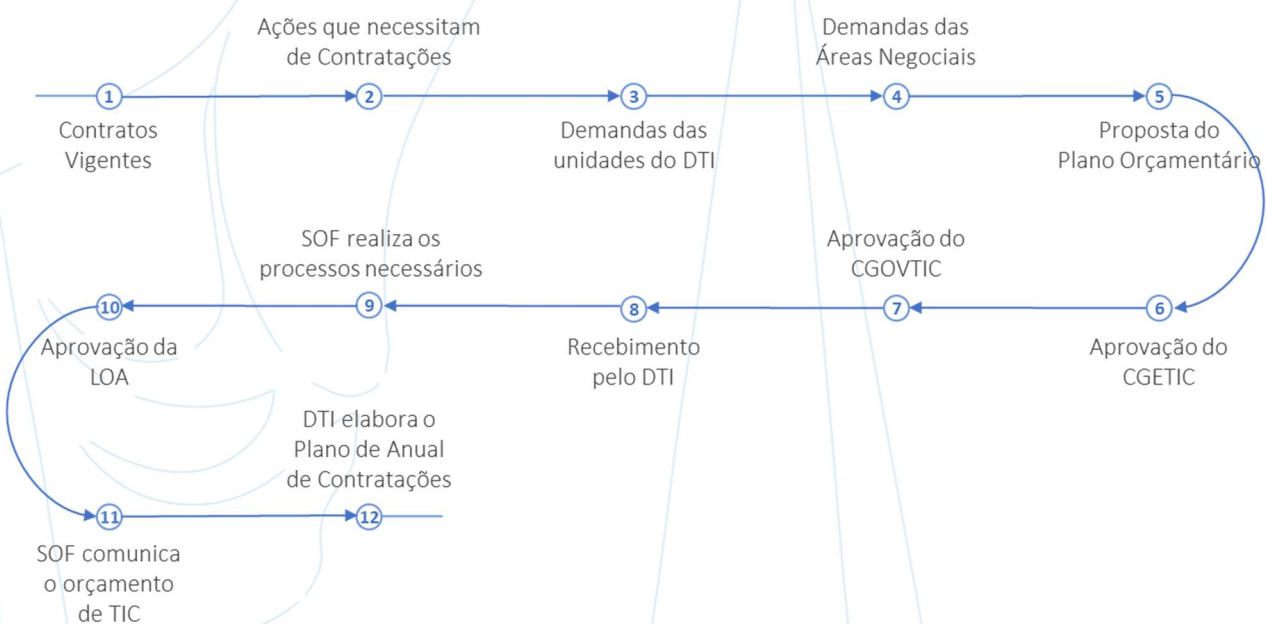 1
Contratos
Vigentes
Ações que necessitam
de Contratações
2
3
Demandas das
unidades do DTI
Demandas das
Áreas Negociais
4
5
Proposta do
Plano Orçamentário
6
Aprovação do
CGETIC
Aprovação do
CGOVTIC
7
8
Recebimento
pelo DTI
SOF realiza os
processos necessários
9
10
Aprovação da
LOA
11
SOF comunica
o orçamento
de TIC
DTI elabora o
Plano de Anual
de Contratações
12